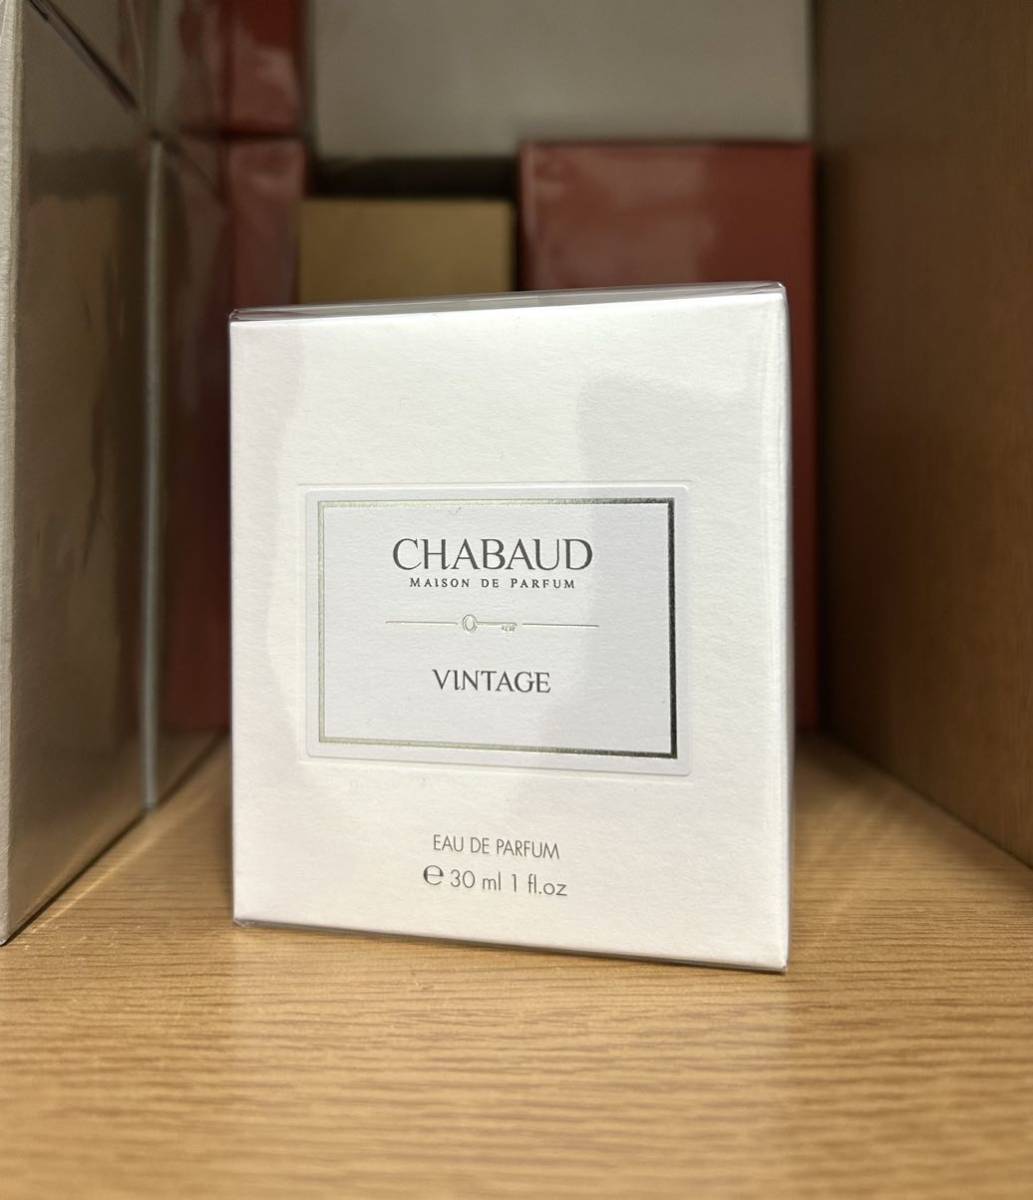 CHABAUD
MAISON DE PARFUM
VINTAGE
EAU DE PARFUM
℮ 30 ml 1 fl.oz